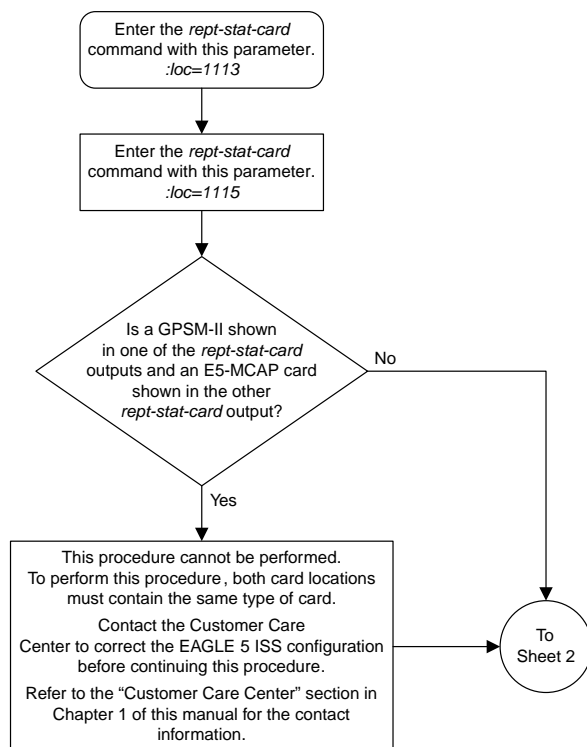 Enter the rept-stat-card
command with this parameter.
:loc=1113
Enter the rept-stat-card
command with this parameter.
:loc=1115
Is a GPSM-II shown
in one of the rept-stat-card
outputs and an E5-MCAP card
shown in the other
rept-stat-card output?
No
Yes
This procedure cannot be performed.
To perform this procedure, both card locations
must contain the same type of card.
Contact the Customer Care
Center to correct the EAGLE 5 ISS configuration
before continuing this procedure.
Refer to the “Customer Care Center” section in
Chapter 1 of this manual for the contact
information.
To
Sheet 2